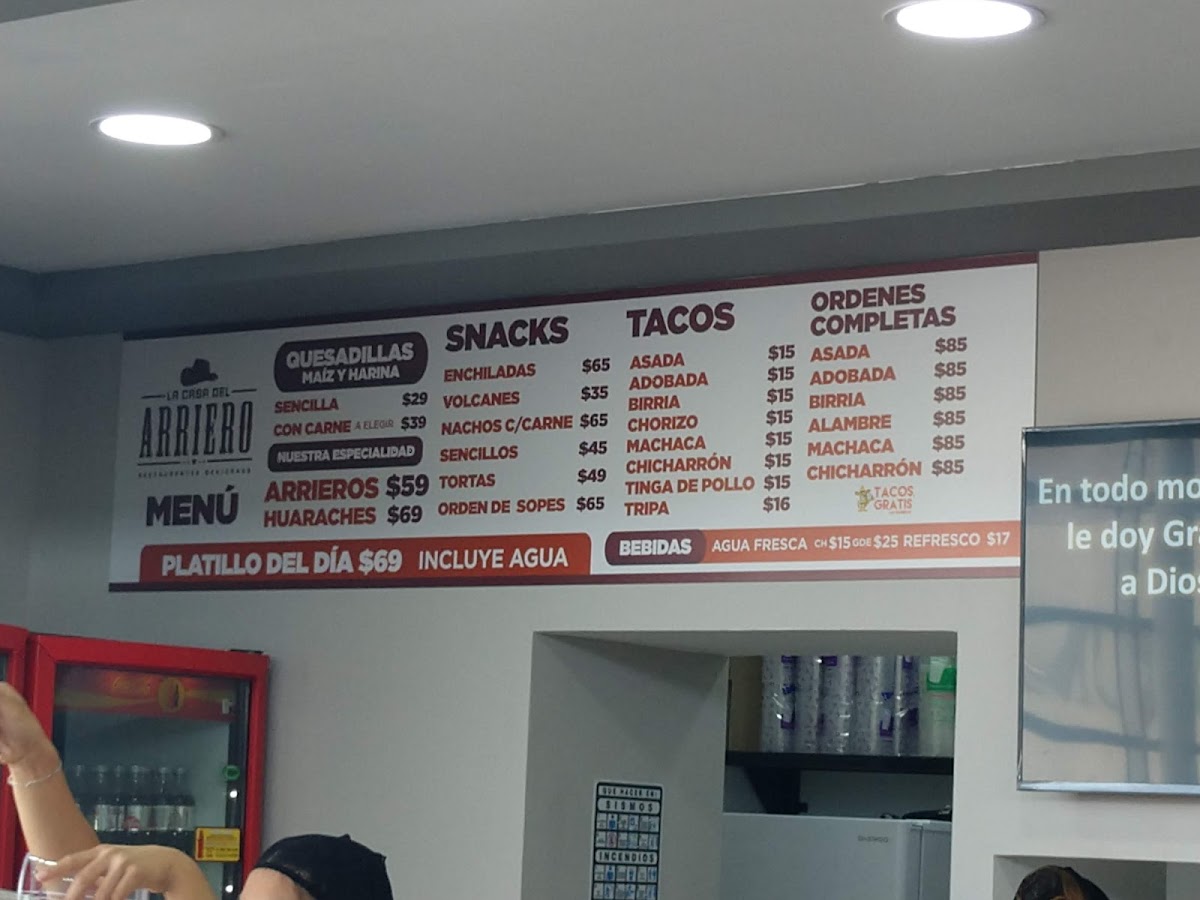 LA CASA DEL
ARRIERO
MENÚ
QUESADILLAS
MAÍZ Y HARINA
SENCILLA $29
CON CARNE A ELEGIR $39
NUESTRA ESPECIALIDAD
ARRIEROS $59
HUARACHES $69
PLATILLO DEL DÍA $69 INCLUYE AGUA
SNACKS
ENCHILADAS $65
VOLCANES $35
NACHOS C/CARNE $65
SENCILLOS $45
TORTAS $49
ORDEN DE SOPES $65
TACOS
ASADA $15
ADOBADA $15
BIRRIA $15
CHORIZO $15
MACHACA $15
CHICHARRÓN $15
TINGA DE POLLO $15
TRIPA $16
ORDENES
COMPLETAS
ASADA $85
ADOBADA $85
BIRRIA $85
ALAMBRE $85
MACHACA $85
CHICHARRÓN $85
TACOS
GRATIS
BEBIDAS AGUA FRESCA CH $15 GDE $25 REFRESCO $17
En todo mo
le doy Gra
a Dios
QUE HACER EN:
SISMOS
INCENDIOS
DAEWOO